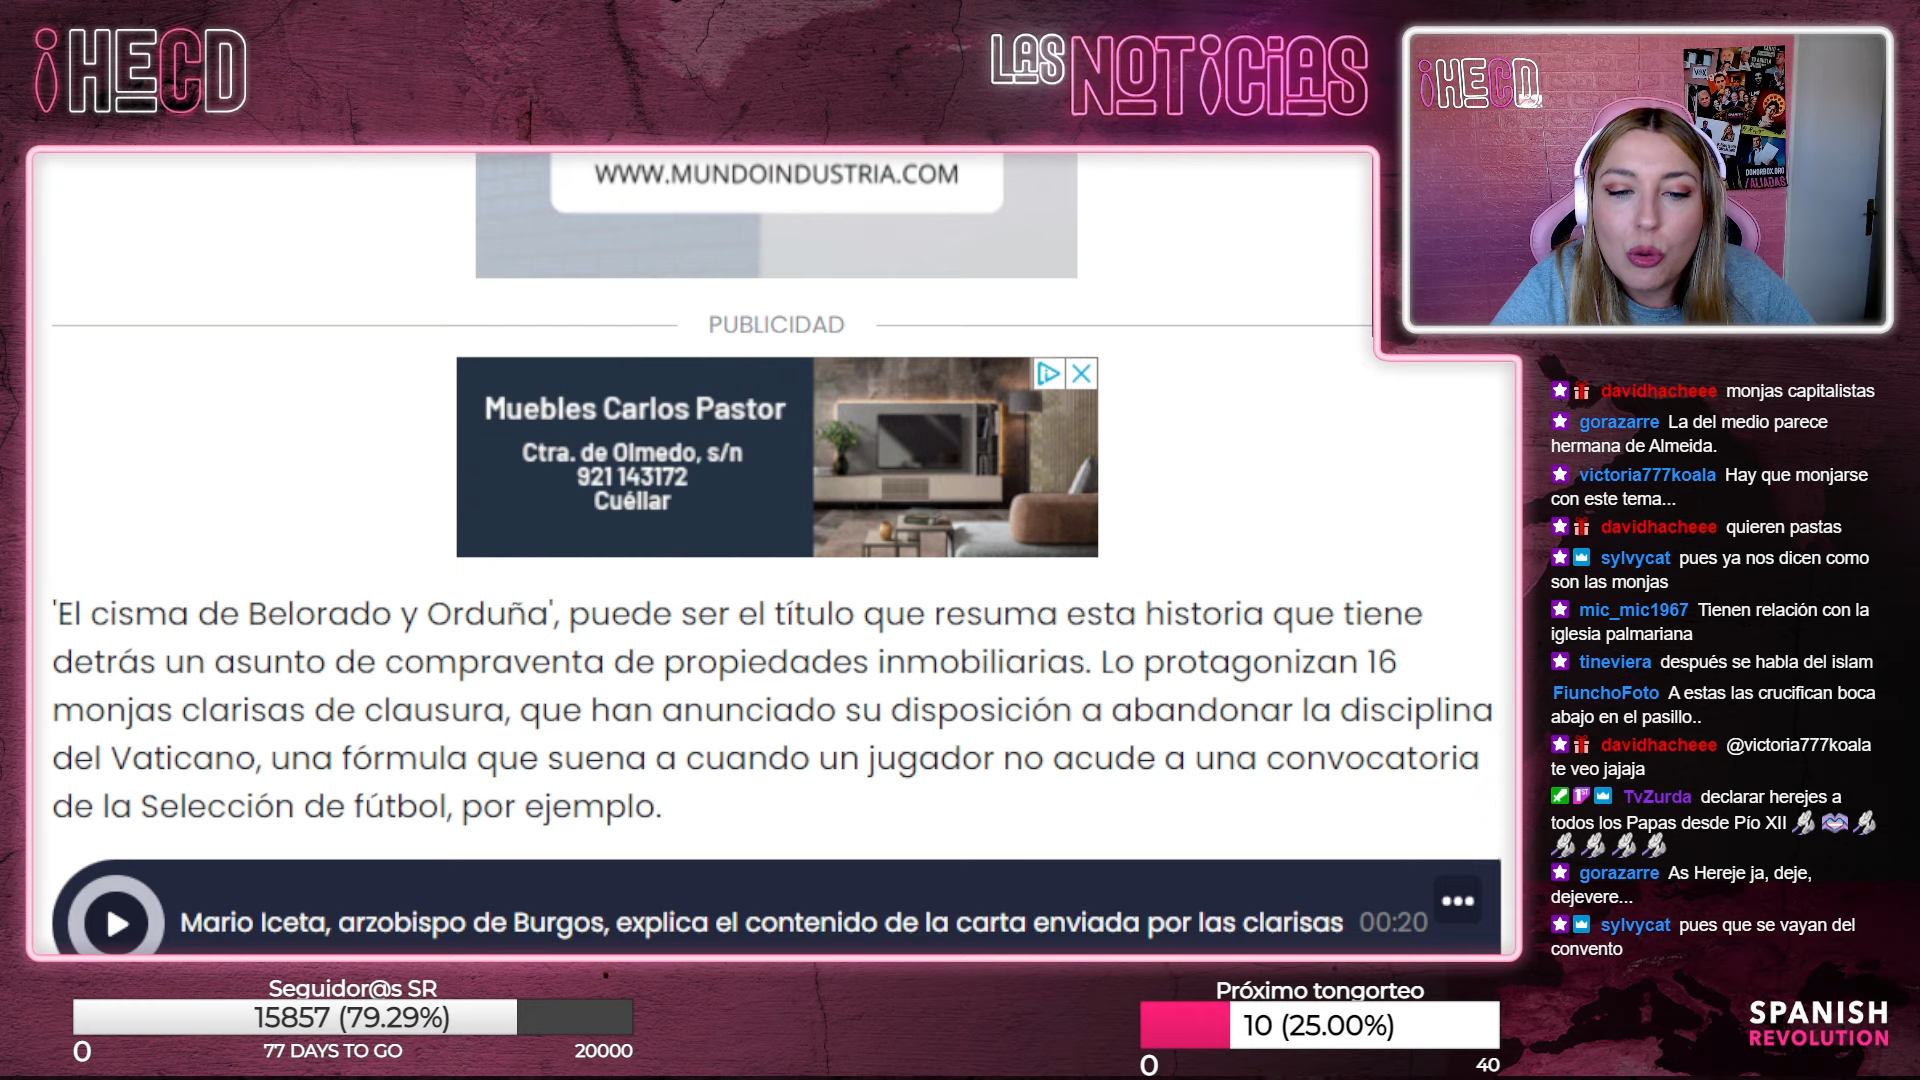 iHECD
LAS NOTiCiAS
iHECD
VOX
DONORBOX.ORG
/ALIADAS
WWW.MUNDOINDUSTRIA.COM
PUBLICIDAD
Muebles Carlos Pastor
Ctra. de Olmedo, s/n
921 143172
Cuéllar
'El cisma de Belorado y Orduña', puede ser el título que resuma esta historia que tiene
detrás un asunto de compraventa de propiedades inmobiliarias. Lo protagonizan 16
monjas clarisas de clausura, que han anunciado su disposición a abandonar la disciplina
del Vaticano, una fórmula que suena a cuando un jugador no acude a una convocatoria
de la Selección de fútbol, por ejemplo.
Mario Iceta, arzobispo de Burgos, explica el contenido de la carta enviada por las clarisas 00:20
davidhacheee monjas capitalistas
gorazarre La del medio parece
hermana de Almeida.
victoria777koala Hay que monjarse
con este tema...
davidhacheee quieren pastas
sylvycat pues ya nos dicen como
son las monjas
mic_mic1967 Tienen relación con la
iglesia palmariana
tineviera después se habla del islam
FiunchoFoto A estas las crucifican boca
abajo en el pasillo..
davidhacheee @victoria777koala
te veo jajaja
1ST TvZurda declarar herejes a
todos los Papas desde Pío XII
gorazarre As Hereje ja, deje,
dejevere...
sylvycat pues que se vayan del
convento
Seguidor@s SR
15857 (79.29%)
0 77 DAYS TO GO 20000
Próximo tongorteo
10 (25.00%)
0 40
SPANISH
REVOLUTION